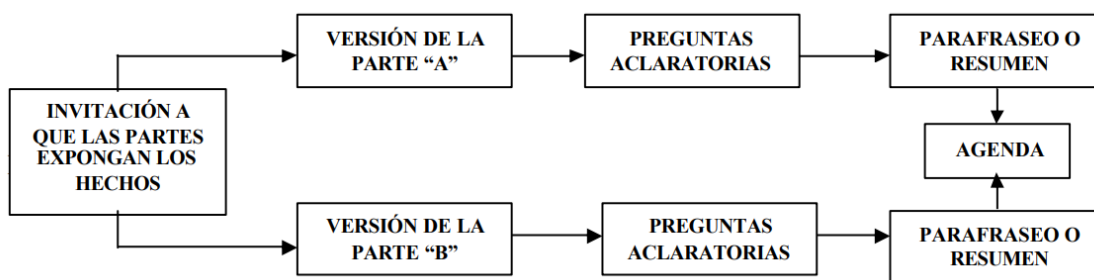 INVITACIÓN A
QUE LAS PARTES
EXPONGAN LOS
HECHOS
VERSIÓN DE LA
PARTE “A”
PREGUNTAS
ACLARATORIAS
PARAFRASEO O
RESUMEN
AGENDA
VERSIÓN DE LA
PARTE “B”
PREGUNTAS
ACLARATORIAS
PARAFRASEO O
RESUMEN